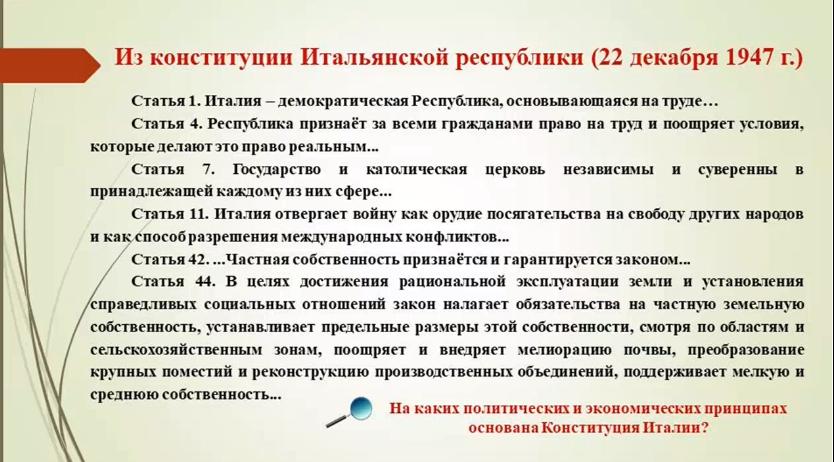 Из конституции Итальянской республики (22 декабря 1947 г.)
Статья 1. Италия – демократическая Республика, основывающаяся на труде…
Статья 4. Республика признаёт за всеми гражданами право на труд и поощряет условия,
которые делают это право реальным...
Статья 7. Государство и католическая церковь независимы и суверенны в
принадлежащей каждому из них сфере...
Статья 11. Италия отвергает войну как орудие посягательства на свободу других народов
и как способ разрешения международных конфликтов...
Статья 42. ...Частная собственность признаётся и гарантируется законом...
Статья 44. В целях достижения рациональной эксплуатации земли и установления
справедливых социальных отношений закон налагает обязательства на частную земельную
собственность, устанавливает предельные размеры этой собственности, смотря по областям и
сельскохозяйственным зонам, поощряет и внедряет мелиорацию почвы, преобразование
крупных поместий и реконструкцию производственных объединений, поддерживает мелкую и
среднюю собственность...
На каких политических и экономических принципах
основана Конституция Италии?